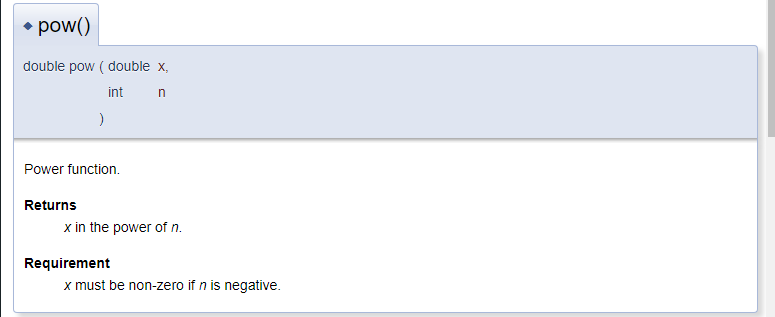 ◆ pow()
double pow ( double x,
int n
)
Power function.
Returns
x in the power of n.
Requirement
x must be non-zero if n is negative.